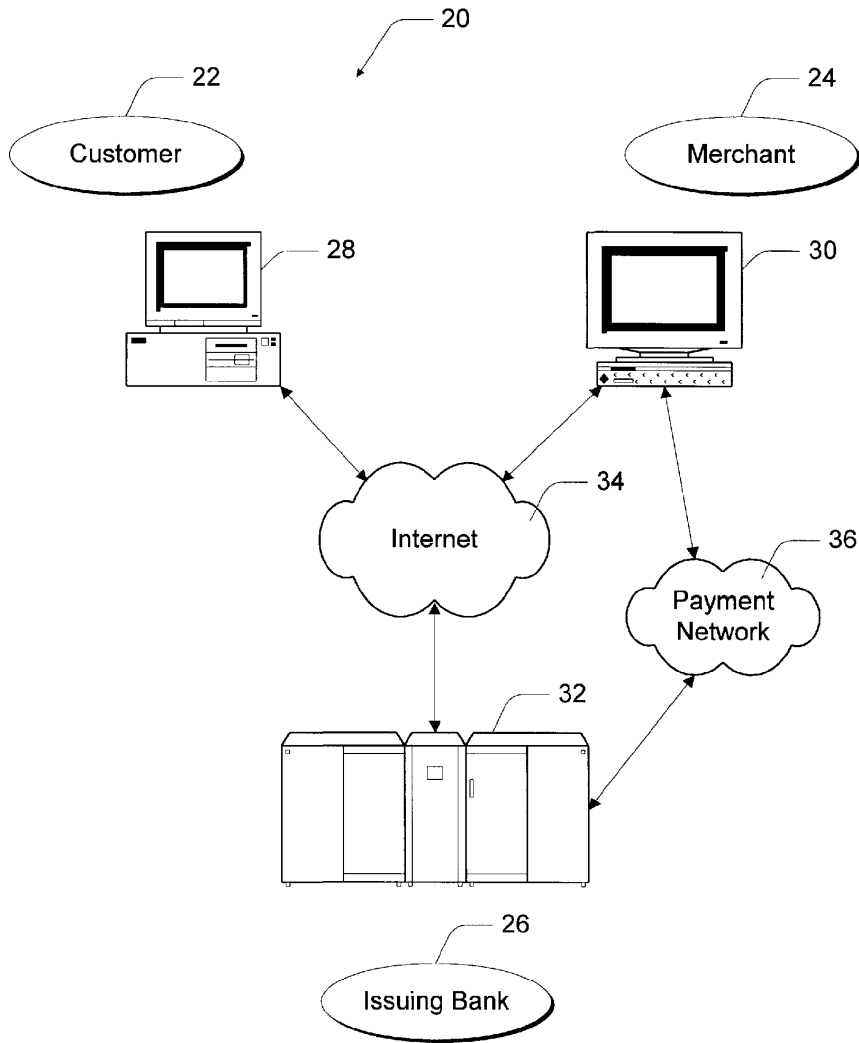 20
22
24
Customer
Merchant
28
30
34
Internet
36
Payment
Network
32
26
Issuing Bank